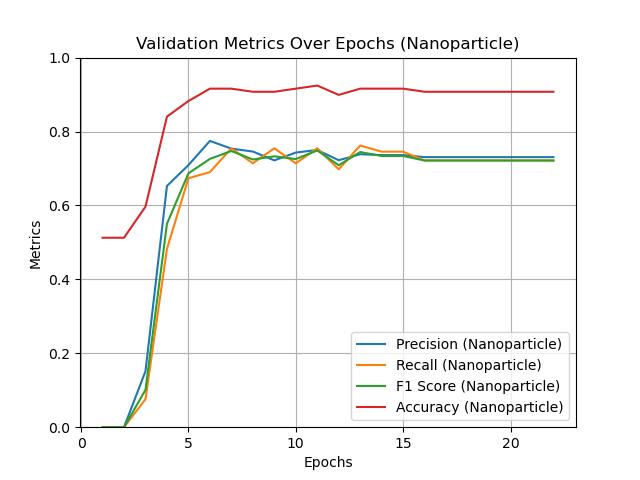 Validation Metrics Over Epochs (Nanoparticle)
1.0
0.8
0.6
0.4
0.2
0.0
Metrics
0
5
10
15
20
Epochs
Precision (Nanoparticle)
Recall (Nanoparticle)
F1 Score (Nanoparticle)
Accuracy (Nanoparticle)